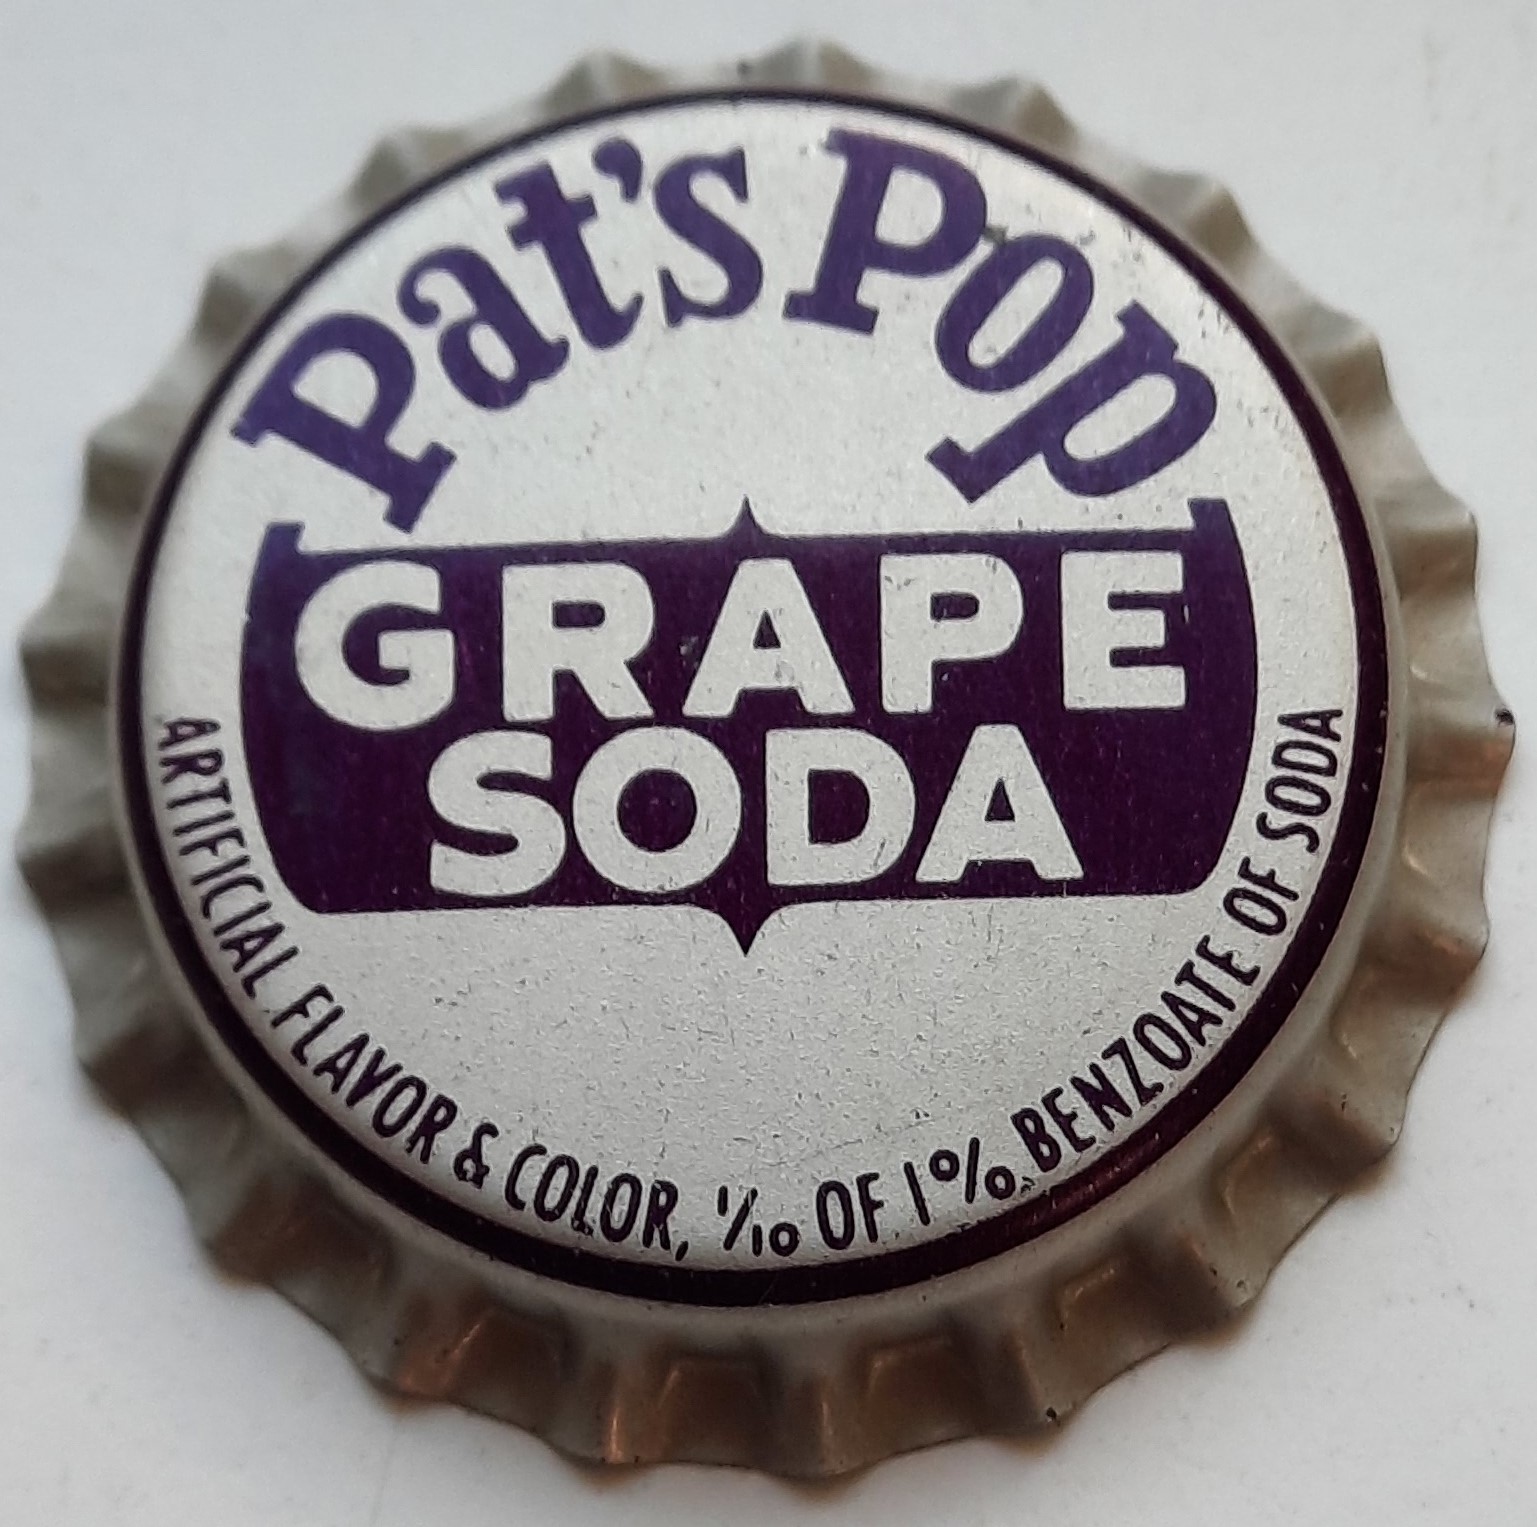 Pat's Pop
GRAPE
SODA
ARTIFICIAL FLAVOR & COLOR, 1/10 OF 1% BENZOATE OF SODA